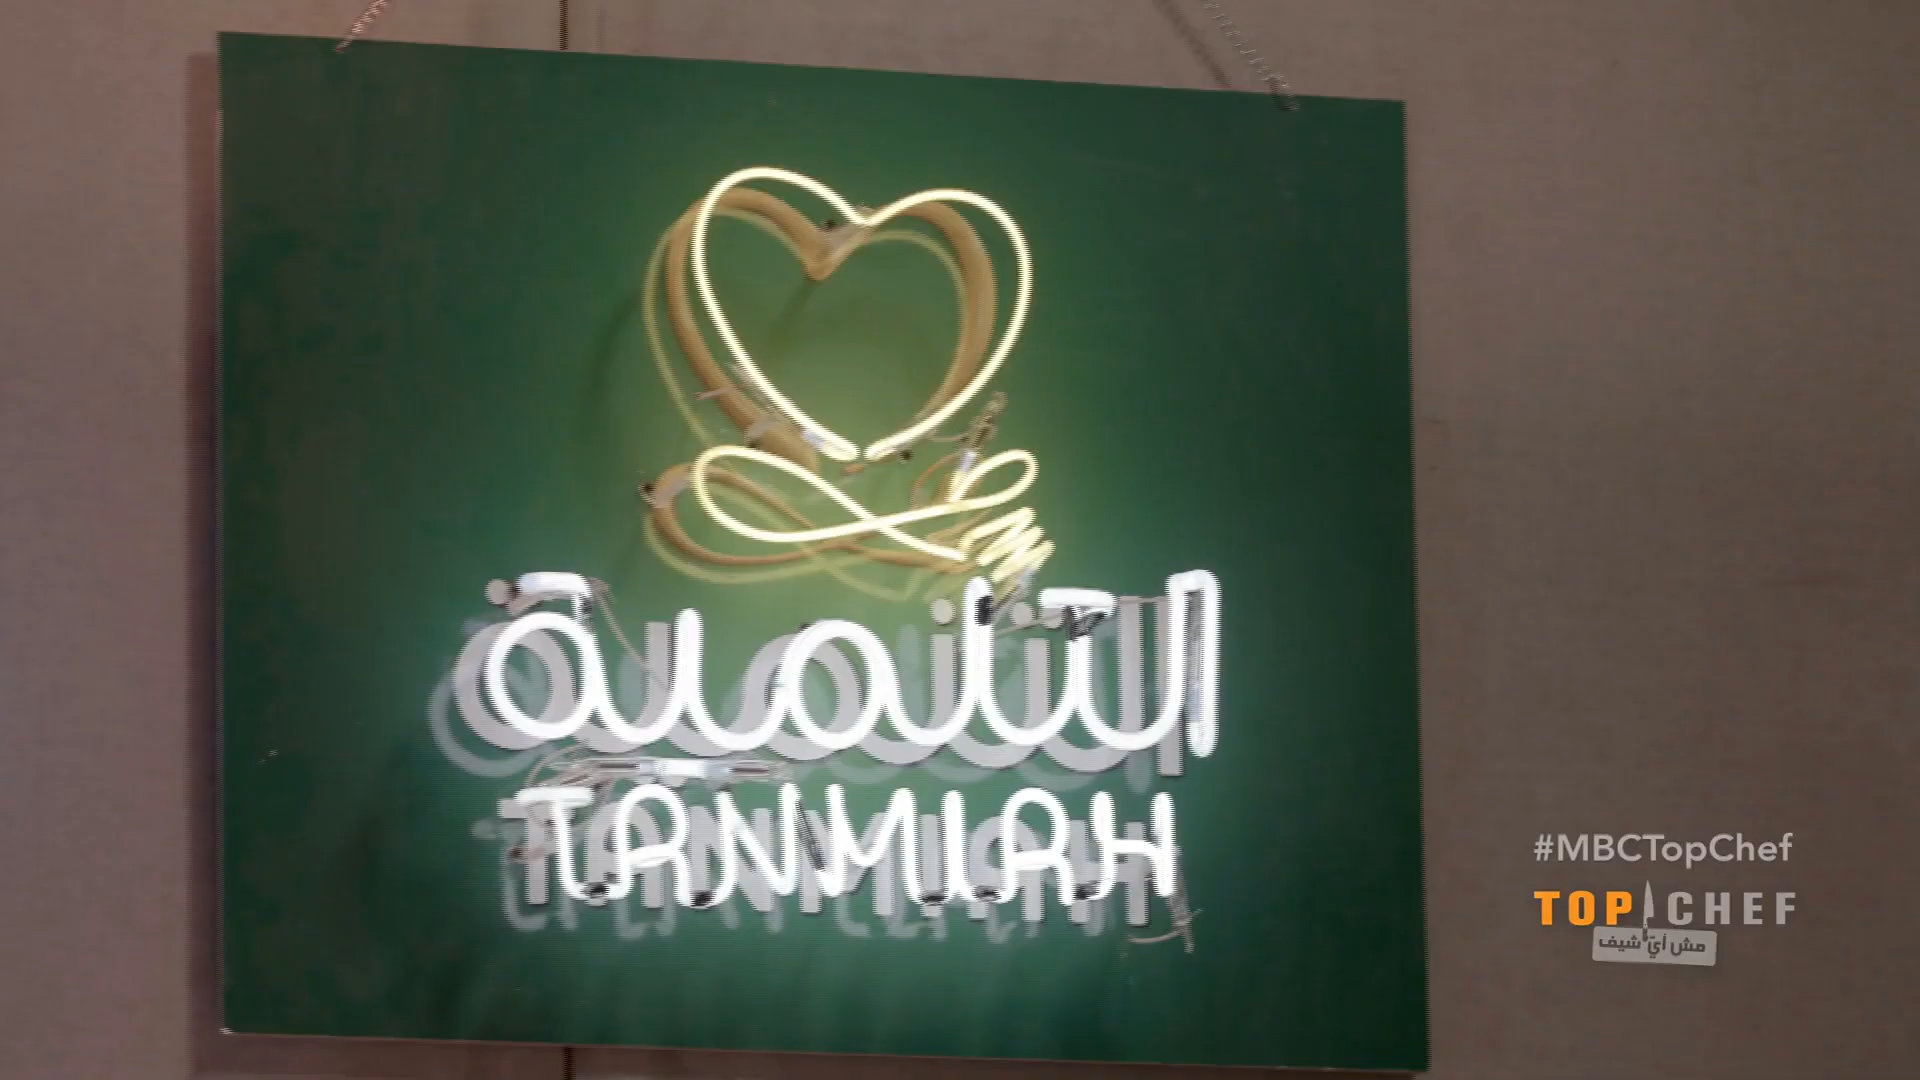 التنمية
TANMIAH
#MBCTopChef
TOP CHEF
مش أيّ شيف